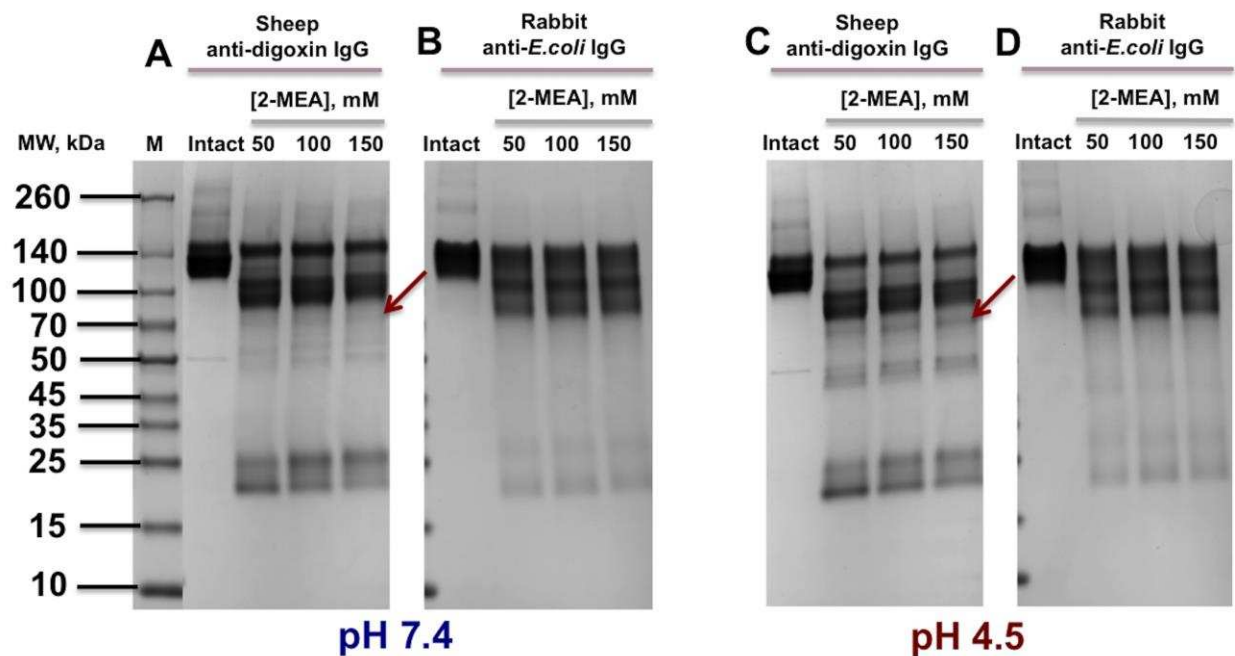 A
Sheep
anti-digoxin IgG
B
Rabbit
anti-E.coli IgG
C
Sheep
anti-digoxin IgG
D
Rabbit
anti-E.coli IgG
[2-MEA], mM
[2-MEA], mM
[2-MEA], mM
[2-MEA], mM
MW, kDa M Intact 50 100 150 Intact 50 100 150 Intact 50 100 150 Intact 50 100 150
260
140
100
70
50
45
35
25
15
10
pH 7.4
pH 4.5